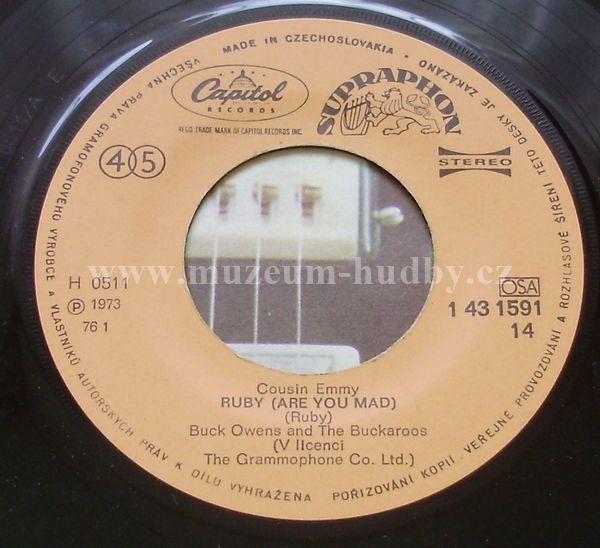 MADE IN CZECHOSLOVAKIA - VŠECHNA PRÁVA GRAMOFONOVÉHO VÝROBCE A VLASTNÍKŮ AUTORSKÝCH PRÁV K DÍLU VYHRAŽENA POŘIZOVÁNÍ KOPIÍ - VEŘEJNÉ PROVOZOVÁNÍ A ROZHLASOVÉ ŠÍŘENÍ TÉTO DESKY JE ZAKÁZÁNO
Capitol
RECORDS
REGD TRADE MARK OF CAPITOL RECORDS INC.
SUPRAPHON
45
STEREO
www.muzeum-hudby.cz
H 0511
Ⓟ 1973
76 1
OSA
1 43 1591
14
Cousin Emmy
RUBY (ARE YOU MAD)
(Ruby)
Buck Owens and The Buckaroos
(V licenci
The Grammophone Co. Ltd.)